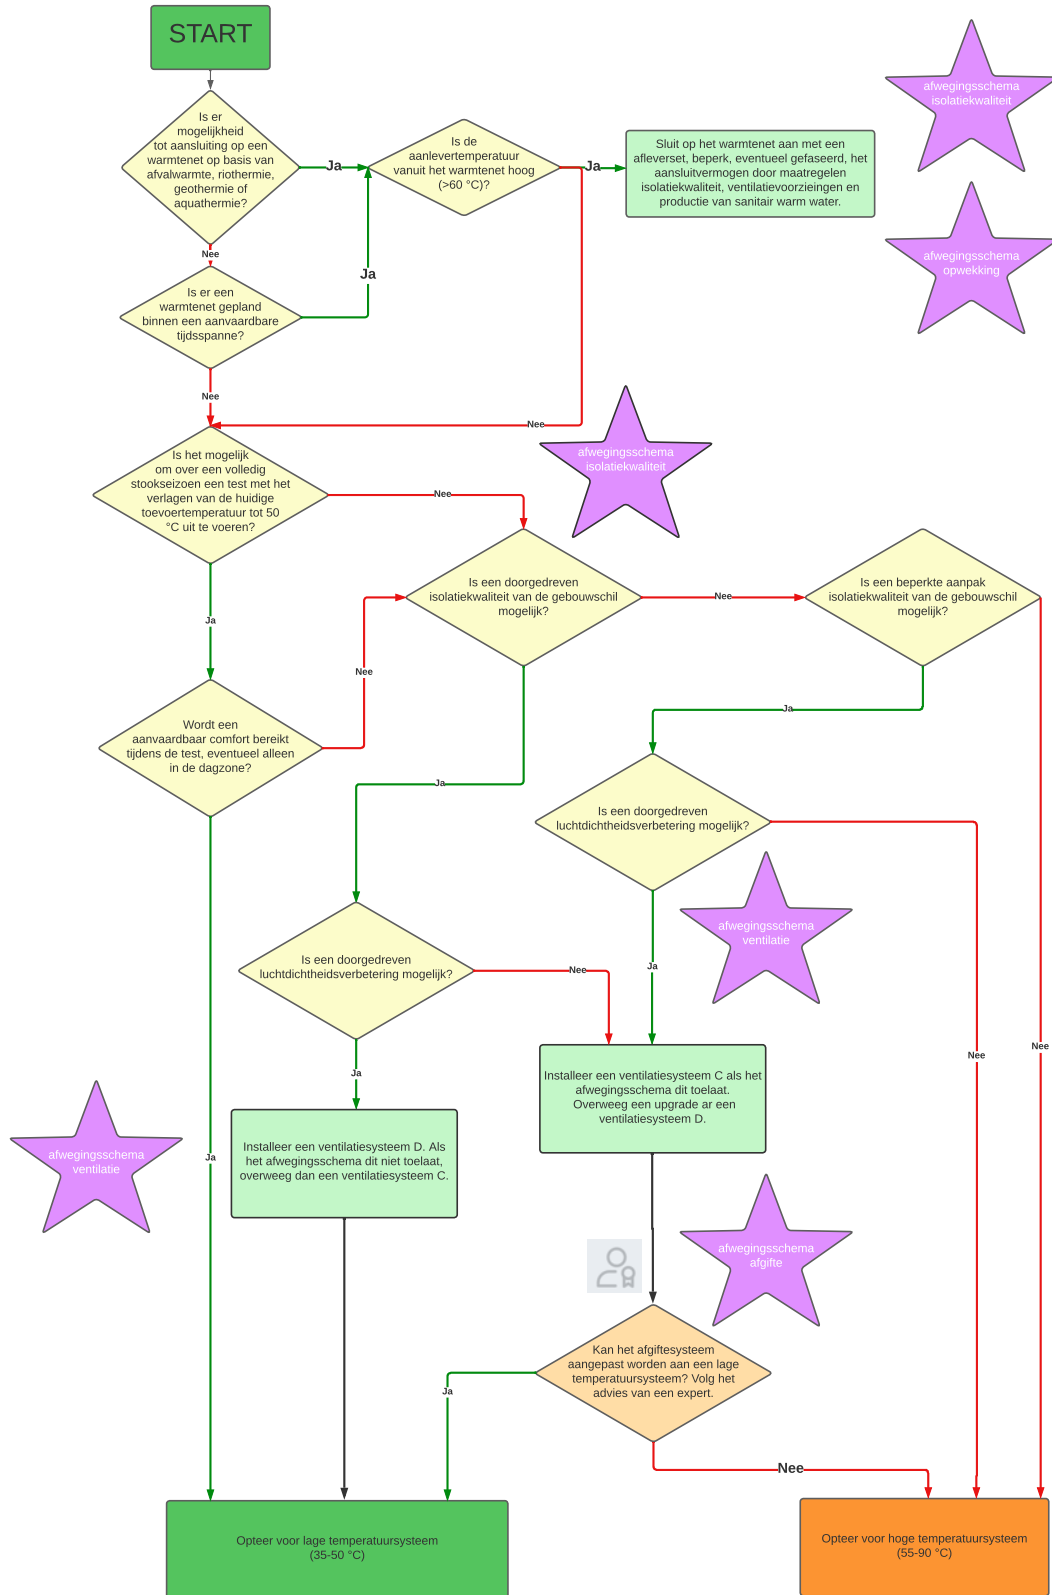 START
Is er
mogelijkheid
tot aansluiting op een
warmtenet op basis van
afvalwarmte, riothermie,
geothermie of
aquathermie?
Ja
Is de
aanlevertemperatuur
vanuit het warmtenet hoog
(>60 °C)?
Ja
Sluit op het warmtenet aan met een
afleverset, beperk, eventueel gefaseerd, het
aansluitvermogen door maatregelen
isolatiekwaliteit, ventilatievoorzieingen en
productie van sanitair warm water.
afwegingsschema
isolatiekwaliteit
afwegingsschema
opwekking
Nee
Ja
Is er een
warmtenet gepland
binnen een aanvaardbare
tijdsspanne?
Nee
Nee
Is het mogelijk
om over een volledig
stookseizoen een test met het
verlagen van de huidige
toevoertemperatuur tot 50
°C uit te voeren?
Nee
afwegingsschema
isolatiekwaliteit
Is een doorgedreven
isolatiekwaliteit van de gebouwschil
mogelijk?
Nee
Is een beperkte aanpak
isolatiekwaliteit van de gebouwschil
mogelijk?
Ja
Nee
Ja
Wordt een
aanvaardbaar comfort bereikt
tijdens de test, eventueel alleen
in de dagzone?
Ja
Is een doorgedreven
luchtdichtheidsverbetering mogelijk?
afwegingsschema
ventilatie
Is een doorgedreven
luchtdichtheidsverbetering mogelijk?
Nee
Ja
Nee
Nee
Ja
Installeer een ventilatiesysteem C als het
afwegingsschema dit toelaat.
Overweeg een upgrade ar een
ventilatiesysteem D.
afwegingsschema
ventilatie
Ja
Installeer een ventilatiesysteem D. Als
het afwegingsschema dit niet toelaat,
overweeg dan een ventilatiesysteem C.
afwegingsschema
afgifte
Kan het afgiftesysteem
aangepast worden aan een lage
temperatuursysteem? Volg het
advies van een expert.
Ja
Nee
Opteer voor lage temperatuursysteem
(35-50 °C)
Opteer voor hoge temperatuursysteem
(55-90 °C)